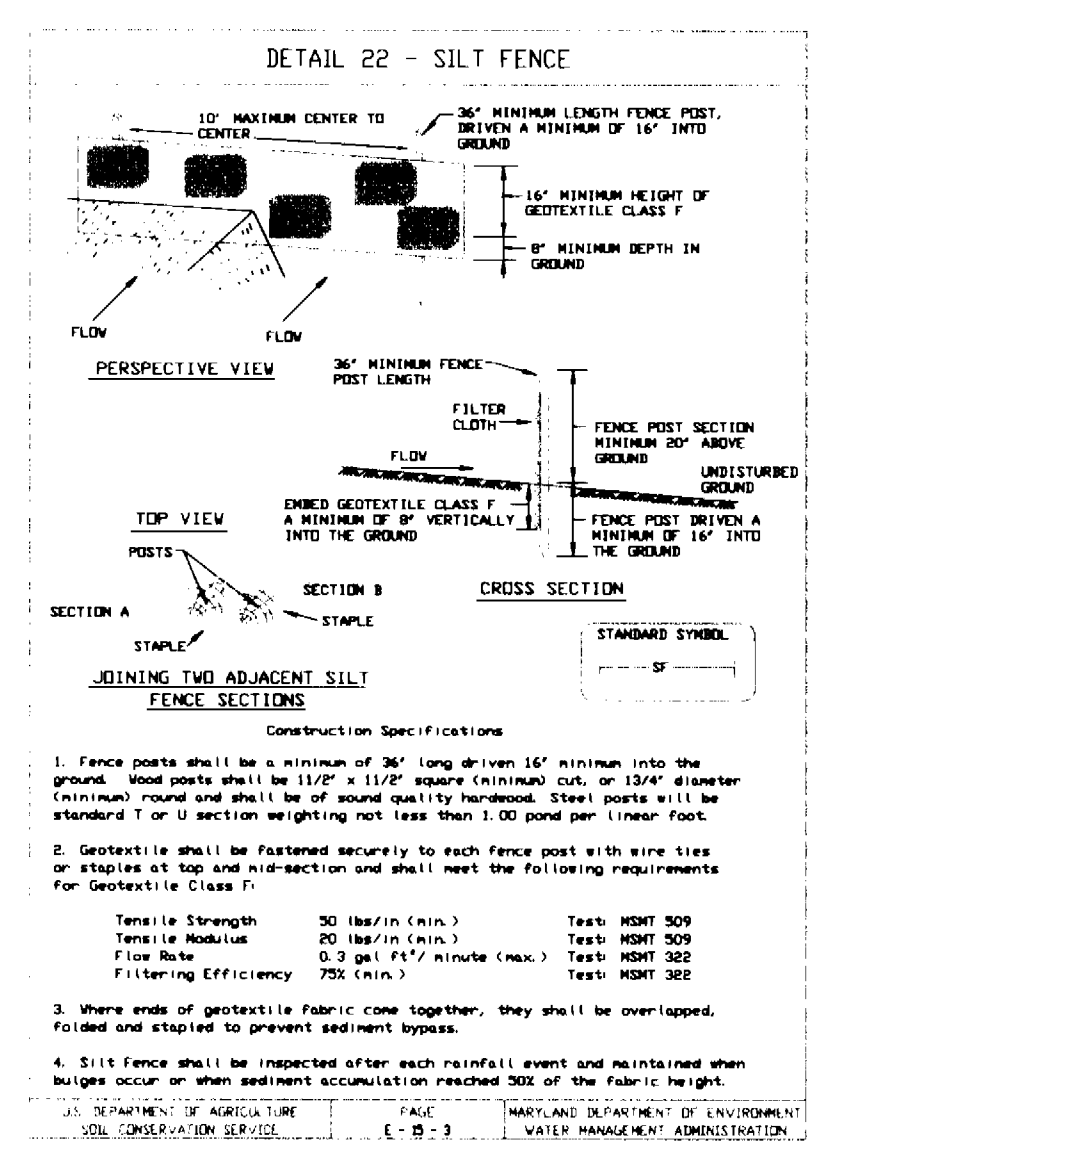 DETAIL 22 - SILT FENCE
10' MAXIMUM CENTER TO
CENTER
36" MINIMUM LENGTH FENCE POST,
DRIVEN A MINIMUM OF 16" INTO
GROUND
16" MINIMUM HEIGHT OF
GEOTEXTILE CLASS F
8" MINIMUM DEPTH IN
GROUND
FLOW
FLOW
PERSPECTIVE VIEW
36" MINIMUM FENCE
POST LENGTH
FILTER
CLOTH
FENCE POST SECTION
MINIMUM 20" ABOVE
GROUND
FLOW
UNDISTURBED
GROUND
EMBED GEOTEXTILE CLASS F
A MINIMUM OF 8" VERTICALLY
INTO THE GROUND
FENCE POST DRIVEN A
MINIMUM OF 16" INTO
THE GROUND
CROSS SECTION
TOP VIEW
POSTS
SECTION B
SECTION A
STAPLE
STAPLE
JOINING TWO ADJACENT SILT
FENCE SECTIONS
STANDARD SYMBOL
SF
Construction Specifications
1. Fence posts shall be a minimum of 36" long driven 16" minimum into the
ground. Wood posts shall be 11/2" x 11/2" square (minimum) cut, or 13/4" diameter
(minimum) round and shall be of sound quality hardwood. Steel posts will be
standard T or U section weighting not less than 1.00 pond per linear foot.
2. Geotextile shall be fastened securely to each fence post with wire ties
or staples at top and mid-section and shall meet the following requirements
for Geotextile Class F:
Tensile Strength 50 lbs/in (min.) Test: MSMT 509
Tensile Modulus 20 lbs/in (min.) Test: MSMT 509
Flow Rate 0.3 gal ft²/ minute (max.) Test: MSMT 322
Filtering Efficiency 75% (min.) Test: MSMT 322
3. Where ends of geotextile fabric come together, they shall be overlapped,
folded and stapled to prevent sediment bypass.
4. Silt Fence shall be inspected after each rainfall event and maintained when
bulges occur or when sediment accumulation reached 50% of the fabric height.
U.S. DEPARTMENT OF AGRICULTURE
SOIL CONSERVATION SERVICE
PAGE
E - 15 - 3
MARYLAND DEPARTMENT OF ENVIRONMENT
WATER MANAGEMENT ADMINISTRATION